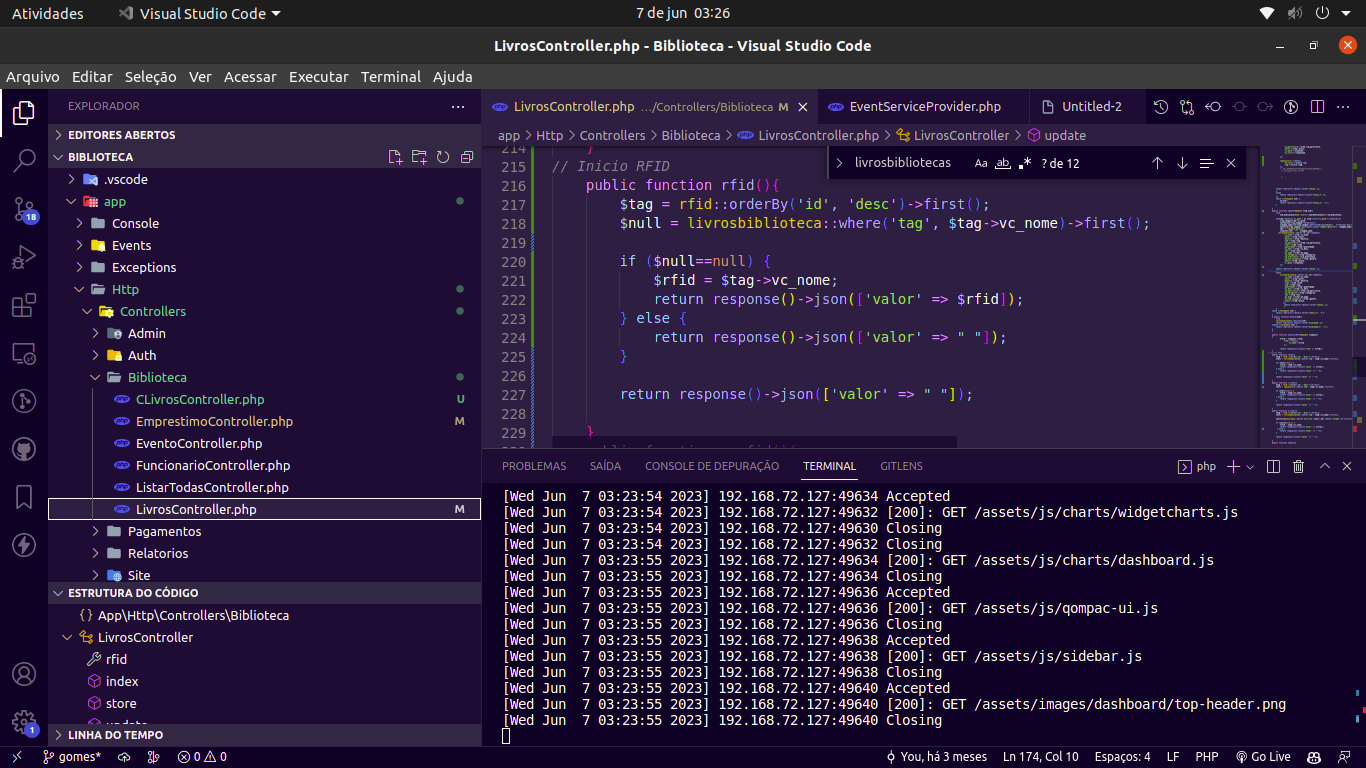 Atividades
Visual Studio Code
7 de jun 03:26
LivrosController.php - Biblioteca - Visual Studio Code
Arquivo Editar Seleção Ver Acessar Executar Terminal Ajuda
EXPLORADOR
EDITORES ABERTOS
BIBLIOTECA
.vscode
app
Console
Events
Exceptions
Http
Controllers
Admin
Auth
Biblioteca
CLivrosController.php U
EmprestimoController.php M
EventoController.php
FuncionarioController.php
ListarTodasController.php
LivrosController.php M
Pagamentos
Relatorios
Site
ESTRUTURA DO CÓDIGO
{} App\Http\Controllers\Biblioteca
LivrosController
rfid
index
store
update
LINHA DO TEMPO
18
1
LivrosController.php .../Controllers/Biblioteca M
EventServiceProvider.php
Untitled-2
app > Http > Controllers > Biblioteca > LivrosController.php > LivrosController > update
livrosbibliotecas Aa ab .* ? de 12
214 }
215 // Inicio RFID
216 public function rfid(){
217 $tag = rfid::orderBy('id', 'desc')->first();
218 $null = livrosbiblioteca::where('tag', $tag->vc_nome)->first();
219
220 if ($null==null) {
221 $rfid = $tag->vc_nome;
222 return response()->json(['valor' => $rfid]);
223 } else {
224 return response()->json(['valor' => " "]);
225 }
226
227 return response()->json(['valor' => " "]);
228
229 }
PROBLEMAS SAÍDA CONSOLE DE DEPURAÇÃO TERMINAL GITLENS
php
[Wed Jun  7 03:23:54 2023] 192.168.72.127:49634 Accepted
[Wed Jun  7 03:23:54 2023] 192.168.72.127:49632 [200]: GET /assets/js/charts/widgetcharts.js
[Wed Jun  7 03:23:54 2023] 192.168.72.127:49630 Closing
[Wed Jun  7 03:23:54 2023] 192.168.72.127:49632 Closing
[Wed Jun  7 03:23:55 2023] 192.168.72.127:49634 [200]: GET /assets/js/charts/dashboard.js
[Wed Jun  7 03:23:55 2023] 192.168.72.127:49634 Closing
[Wed Jun  7 03:23:55 2023] 192.168.72.127:49636 Accepted
[Wed Jun  7 03:23:55 2023] 192.168.72.127:49636 [200]: GET /assets/js/qompac-ui.js
[Wed Jun  7 03:23:55 2023] 192.168.72.127:49636 Closing
[Wed Jun  7 03:23:55 2023] 192.168.72.127:49638 Accepted
[Wed Jun  7 03:23:55 2023] 192.168.72.127:49638 [200]: GET /assets/js/sidebar.js
[Wed Jun  7 03:23:55 2023] 192.168.72.127:49638 Closing
[Wed Jun  7 03:23:55 2023] 192.168.72.127:49640 Accepted
[Wed Jun  7 03:23:55 2023] 192.168.72.127:49640 [200]: GET /assets/images/dashboard/top-header.png
[Wed Jun  7 03:23:55 2023] 192.168.72.127:49640 Closing
gomes* 0 0 You, há 3 meses Ln 174, Col 10 Espaços: 4 LF PHP Go Live